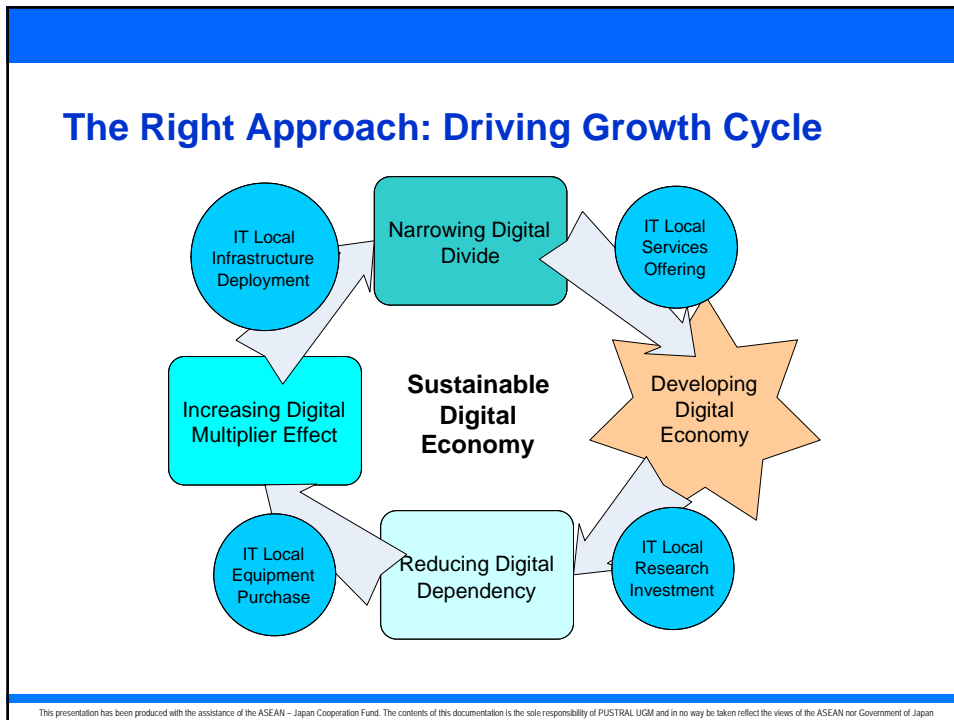 The Right Approach: Driving Growth Cycle
IT Local
Infrastructure
Deployment
Narrowing Digital
Divide
IT Local
Services
Offering
Increasing Digital
Multiplier Effect
Sustainable
Digital
Economy
Developing
Digital
Economy
IT Local
Equipment
Purchase
Reducing Digital
Dependency
IT Local
Research
Investment
This presentation has been produced with the assistance of the ASEAN – Japan Cooperation Fund. The contents of this documentation is the sole responsibility of PUSTRAL UGM and in no way be taken reflect the views of the ASEAN nor Government of Japan